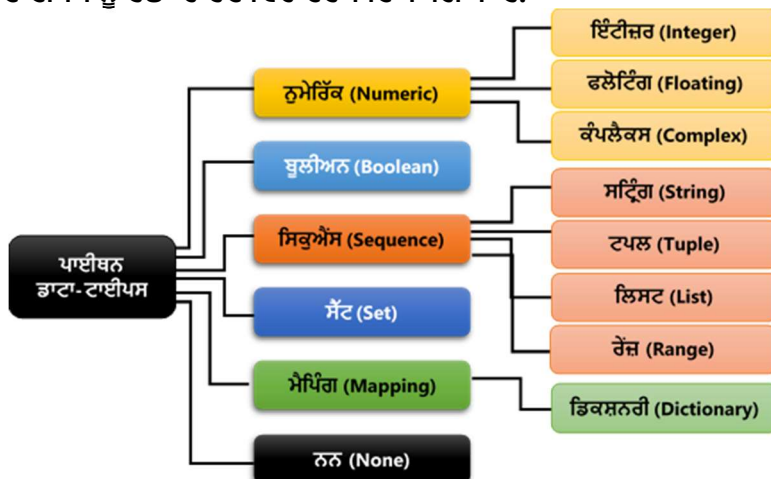 ਪਾਈਥਨ
ਡਾਟਾ-ਟਾਈਪਸ
ਨੁਮੇਰਿੱਕ (Numeric)
ਬੂਲੀਅਨ (Boolean)
ਸਿਕੁਐਂਸ (Sequence)
ਸੈੱਟ (Set)
ਮੈਪਿੰਗ (Mapping)
ਨਨ (None)
ਇੰਟੀਜ਼ਰ (Integer)
ਫਲੋਟਿੰਗ (Floating)
ਕੰਪਲੈਕਸ (Complex)
ਸਟ੍ਰਿੰਗ (String)
ਟਪਲ (Tuple)
ਲਿਸਟ (List)
ਰੇਂਜ਼ (Range)
ਡਿਕਸ਼ਨਰੀ (Dictionary)